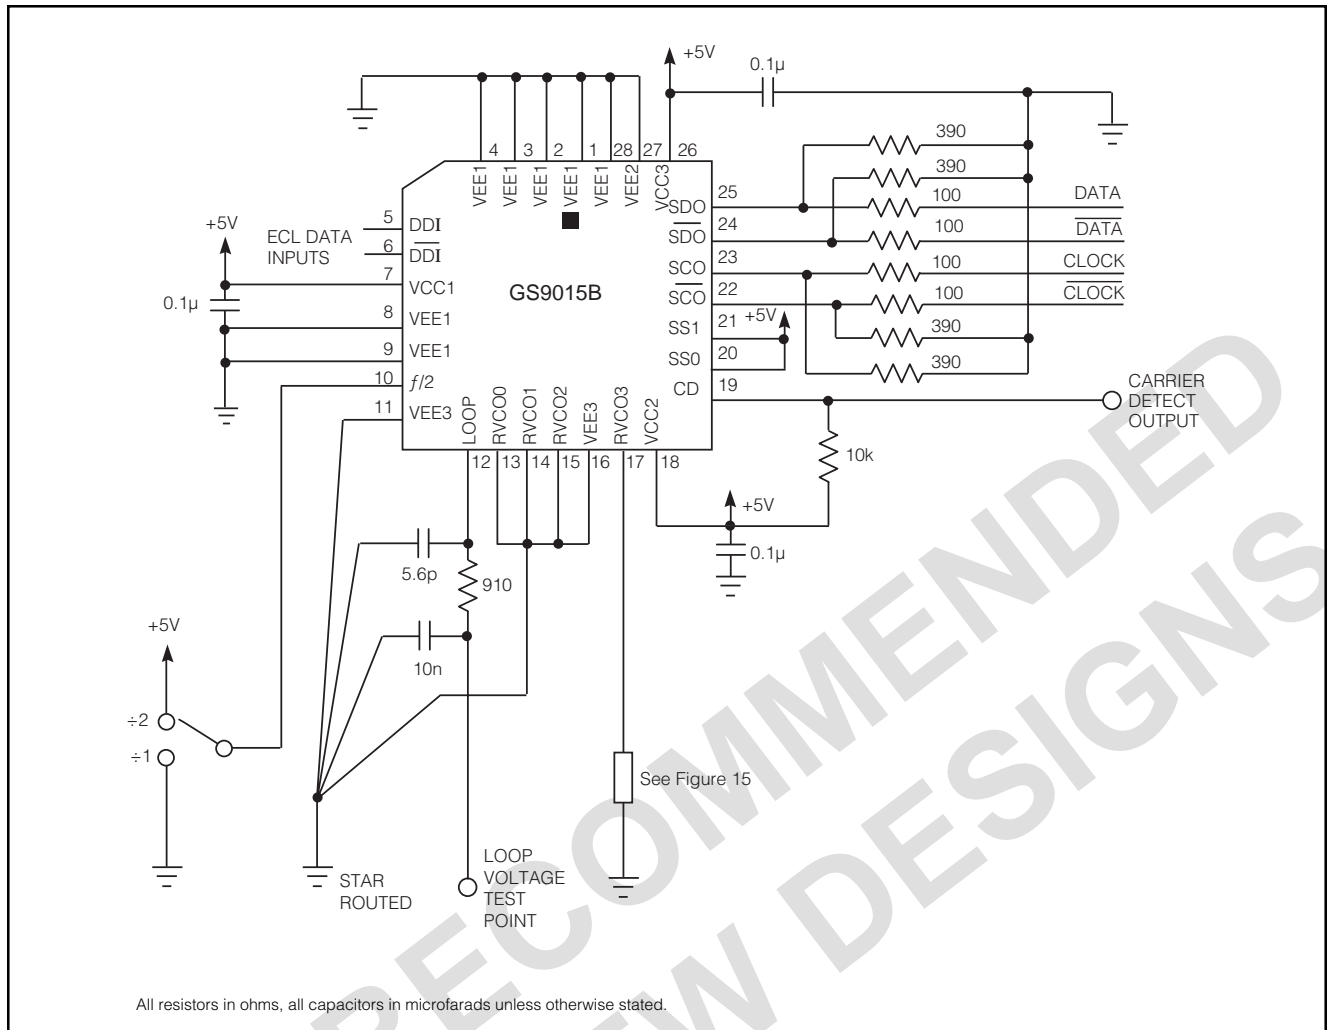 +5V
0.1µ
4 3 2 1 28 27 26
VEE1 VEE1 VEE1 VEE1 VEE1 VEE2 VCC3
390
390
100 DATA
100 DATA
100 CLOCK
100 CLOCK
390
390
25 SDO
24 SDO
23 SCO
22 SCO
21 SS1
+5V
20 SS0
19 CD
CARRIER
DETECT
OUTPUT
ECL DATA
INPUTS
5 DDI
6 DDI
+5V
7 VCC1
0.1µ
8 VEE1
9 VEE1
10 ƒ/2
11 VEE3
GS9015B
LOOP RVCO0 RVCO1 RVCO2 VEE3 RVCO3 VCC2
12 13 14 15 16 17 18
10k
+5V
0.1µ
5.6p
910
10n
+5V
÷2
÷1
See Figure 15
STAR
ROUTED
LOOP
VOLTAGE
TEST
POINT
All resistors in ohms, all capacitors in microfarads unless otherwise stated.
RECOMMENDED
EW DESIGNS